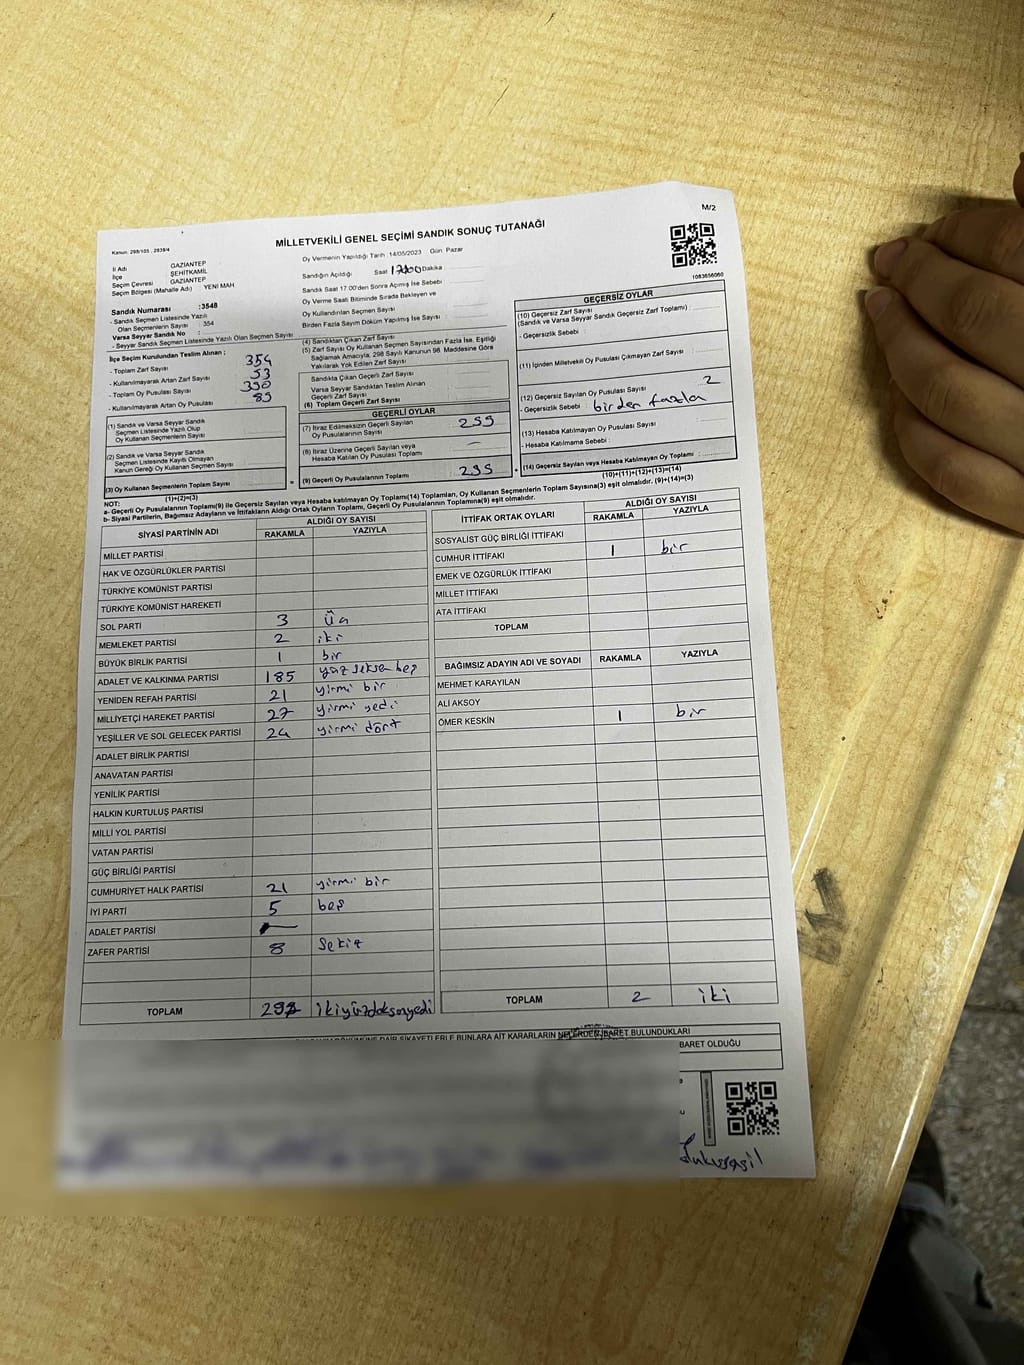 M/2
Kanun: 298/105 , 2839/4
MİLLETVEKİLİ GENEL SEÇİMİ SANDIK SONUÇ TUTANAĞI
1083656060
İl Adı GAZİANTEP
İlçe ŞEHİTKAMİL
Seçim Çevresi GAZİANTEP
Seçim Bölgesi (Mahalle Adı) YENİ MAH
Sandık Numarası :3548
- Sandık Seçmen Listesinde Yazılı
Olan Seçmenlerin Sayısı : 354
Varsa Seyyar Sandık No :
- Seyyar Sandık Seçmen Listesinde Yazılı Olan Seçmen Sayısı
Oy Vermenin Yapıldığı Tarih :14/05/2023 Gün: Pazar
Sandığın Açıldığı Saat 17:00 Dakika
Sandık Saat 17:00'den Sonra Açımış İse Sebebi
Oy Verme Saati Bitiminde Sırada Bekleyen ve
Oy Kullandırılan Seçmen Sayısı
Birden Fazla Sayım Döküm Yapılmış İse Sayısı
İlçe Seçim Kurulundan Teslim Alınan :
- Toplam Zarf Sayısı 354
- Kullanılmayarak Artan Zarf Sayısı 53
- Toplam Oy Pusulası Sayısı
- Kullanılmayarak Artan Oy Pusulası
(1) Sandık ve Varsa Seyyar Sandık
Seçmen Listesinde Yazılı Olup
Oy Kullanan Seçmenlerin Sayısı
(2) Sandık ve Varsa Seyyar Sandık
Seçmen Listesinde Kayıtlı Olmayan
Kanun Gereği Oy Kullanan Seçmen Sayısı
(3) Oy Kullanan Seçmenlerin Toplam Sayısı
(1)+(2)=(3)
(4) Sandıktan Çıkan Zarf Sayısı
(5) Zarf Sayısı Oy Kullanan Seçmen Sayısından Fazla İse, Eşitliği
Sağlamak Amacıyla, 298 Sayılı Kanunun 98. Maddesine Göra
Yakılarak Yok Edilen Zarf Sayısı
Sandıkta Çıkan Geçerli Zarf Sayısı
Varsa Seyyar Sandıktan Teslim Alınan
Geçerli Zarf Sayısı
(6) Toplam Geçerli Zarf Sayısı
GEÇERLİ OYLAR
(7) İtiraz Edilmeksizin Geçerli Sayılan
Oy Pusulalarının Sayısı 299
(8) İtiraz Üzerine Geçerli Sayılan veya
Hesaba Katılan Oy Pusulası Toplamı –
(9) Geçerli Oy Pusulalarının Toplamı
GEÇERSİZ OYLAR
(10) Geçersiz Zarf Sayısı
(Sandık ve Varsa Seyyar Sandık Geçersiz Zarf Toplamı) :
- Geçersizlik Sebebi :
(11) İçinden Milletvekili Oy Pusulası Çıkmayan Zarf Sayısı
(12) Geçersiz Sayılan Oy Pusulası Sayısı 2
- Geçersizlik Sebebi : birden fazla
(13) Hesaba Katılmayan Oy Pusulası Sayısı
- Hesaba Katılmama Sebebi :
(14) Geçersiz Sayılan veya Hesaba Katılmayan Oy Toplamı :
(10)+(11)+(12)+(13)=(14)
NOT:
a- Geçerli Oy Pusulalarının Toplamı(9) ile Geçersiz Sayılan veya Hesaba katılmayan Oy Toplamı(14) Toplamları, Oy Kullanan Seçmenlerin Toplam Sayısına(3) eşit olmalıdır. (9)+(14)=(3)
b- Siyasi Partilerin, Bağımsız Adayların ve İttifakların Aldığı Ortak Oyların Toplamı, Geçerli Oy Pusulalarının Toplamına(9) eşit olmalıdır.
SİYASİ PARTİNİN ADI ALDIĞI OY SAYISI
RAKAMLA YAZIYLA
MİLLET PARTİSİ
HAK VE ÖZGÜRLÜKLER PARTİSİ
TÜRKİYE KOMÜNİST PARTİSİ
TÜRKİYE KOMÜNİST HAREKETİ
SOL PARTİ 3 Üç
MEMLEKET PARTİSİ 2 iki
BÜYÜK BİRLİK PARTİSİ 1 bir
ADALET VE KALKINMA PARTİSİ 185 yüz seksen beş
YENİDEN REFAH PARTİSİ 21 yirmi bir
MİLLİYETÇİ HAREKET PARTİSİ 27 yirmi yedi
YEŞİLLER VE SOL GELECEK PARTİSİ 24 yirmi dört
ADALET BİRLİK PARTİSİ
ANAVATAN PARTİSİ
YENİLİK PARTİSİ
HALKIN KURTULUŞ PARTİSİ
MİLLİ YOL PARTİSİ
VATAN PARTİSİ
GÜÇ BİRLİĞİ PARTİSİ
CUMHURİYET HALK PARTİSİ 21 yirmi bir
İYİ PARTİ 5 beş
ADALET PARTİSİ –
ZAFER PARTİSİ 8 Sekiz
TOPLAM 297 ikiyüzdoksanyedi
İTTİFAK ORTAK OYLARI ALDIĞI OY SAYISI
RAKAMLA YAZIYLA
SOSYALİST GÜÇ BİRLİĞİ İTTİFAKI
CUMHUR İTTİFAKI 1 bir
EMEK VE ÖZGÜRLÜK İTTİFAKI
MİLLET İTTİFAKI
ATA İTTİFAKI
TOPLAM
BAĞIMSIZ ADAYIN ADI VE SOYADI RAKAMLA YAZIYLA
MEHMET KARAYILAN
ALİ AKSOY
ÖMER KESKİN 1 bir
TOPLAM 2 iki
DÖKÜMÜNE DAİR ŞİKAYETLERLE BUNLARA AİT KARARLARIN NELERDEN İBARET BULUNDUKLARI
BARET OLDUĞU